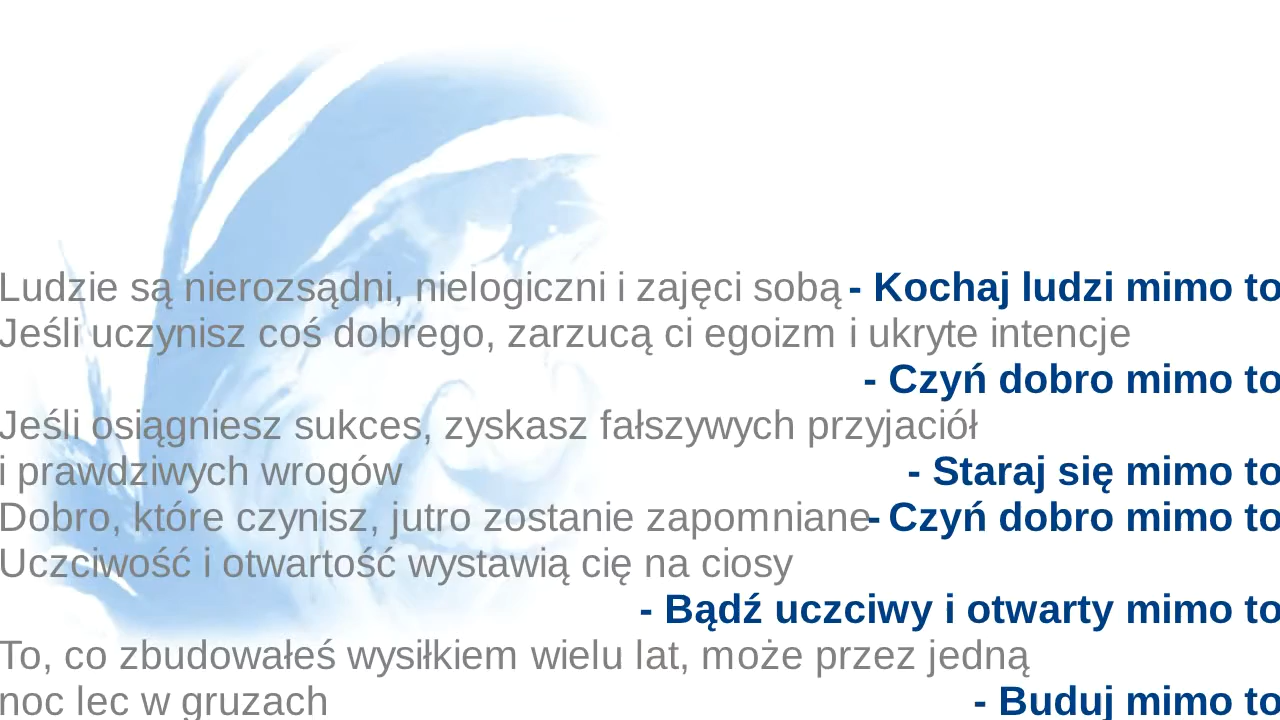 Ludzie są nierozsądni, nielogiczni i zajęci sobą - Kochaj ludzi mimo to
Jeśli uczynisz coś dobrego, zarzucą ci egoizm i ukryte intencje
- Czyń dobro mimo to
Jeśli osiągniesz sukces, zyskasz fałszywych przyjaciół
i prawdziwych wrogów - Staraj się mimo to
Dobro, które czynisz, jutro zostanie zapomniane - Czyń dobro mimo to
Uczciwość i otwartość wystawią cię na ciosy
- Bądź uczciwy i otwarty mimo to
To, co zbudowałeś wysiłkiem wielu lat, może przez jedną
noc lec w gruzach - Buduj mimo to